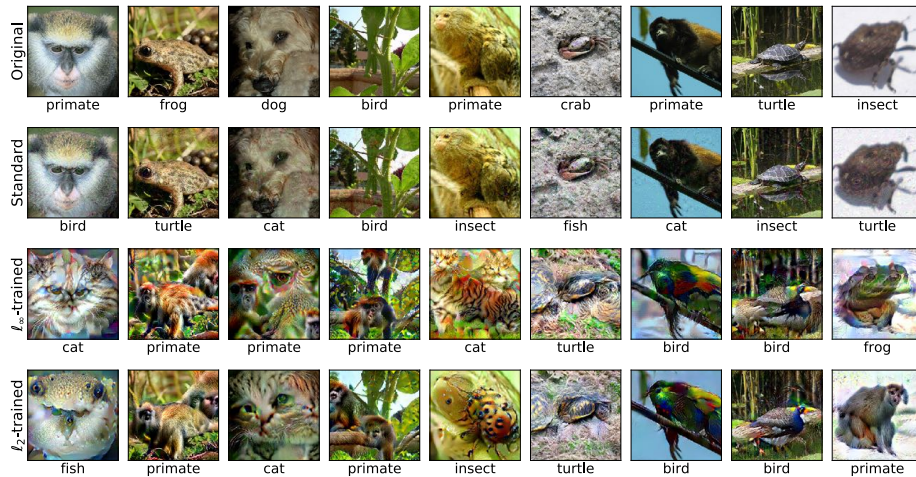 Original
primate frog dog bird primate crab primate turtle insect
Standard
bird turtle cat bird insect fish cat insect turtle
ℓ∞-trained
cat primate primate primate cat turtle bird bird frog
ℓ2-trained
fish primate cat primate insect turtle bird bird primate